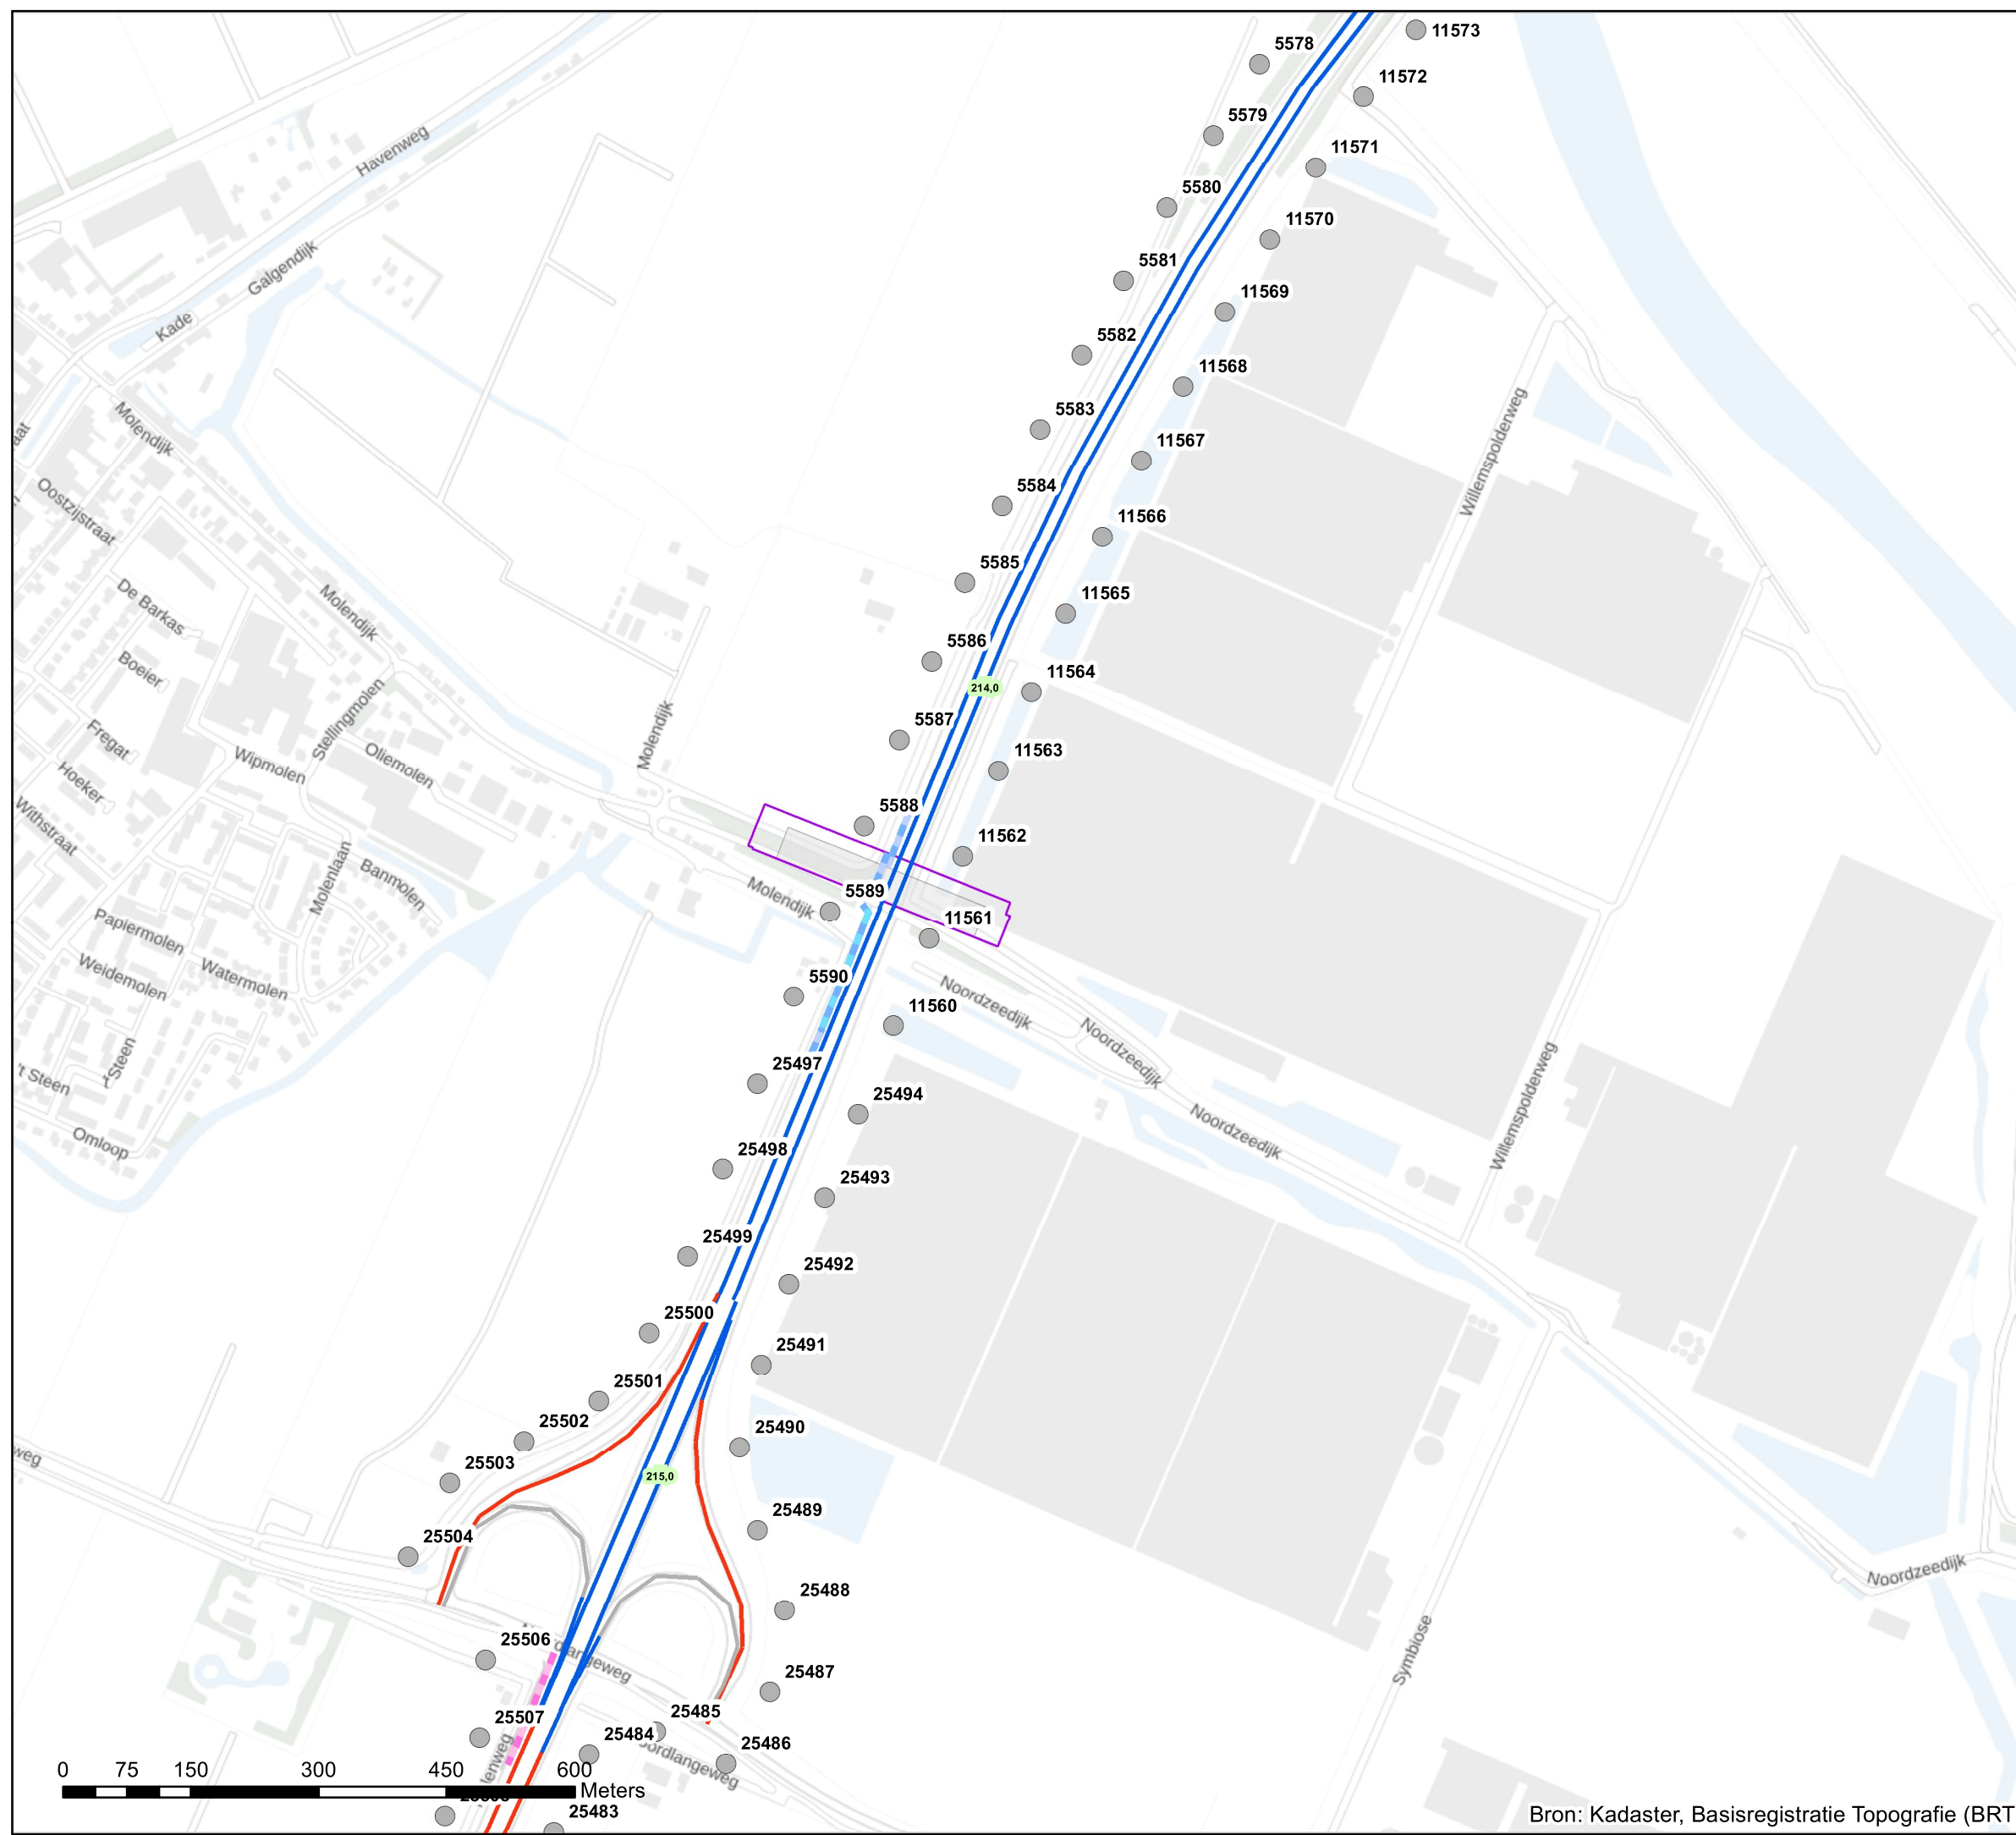 11573
5578
11572
5579
Havenweg
11571
5580
11570
Galgendijk
5581
11569
Kade
5582
11568
Willemspolderweg
5583
Molendijk
11567
Oostzijstraat
5584
11566
5585
De Barkas
Molendijk
11565
5586
Boeier
11564
214,0
Stellingmolen
Molendijk
5587
Fregat
11563
Oliemolen
Wipmolen
Hoeker
5588
Withstraat
11562
Molenlaan
Banmolen
5589
Molendijk
11561
Papiermolen
5590
Weidemolen
Watermolen
Noordzeedijk
11560
Noordzeedijk
't Steen
't Steen
25497
25494
Willemspolderweg
Noordzeedijk
Omloop
25498
25493
25499
25492
25500
25491
25501
25502
25490
weg
25503
215,0
25489
25504
Noordzeedijk
25488
25506
langeweg
Symbiose
25487
25507
25485
25484
25486
ordlangeweg
lenweg
0 75 150 300 450 600
Meters
25483
Bron: Kadaster, Basisregistratie Topografie (BRT